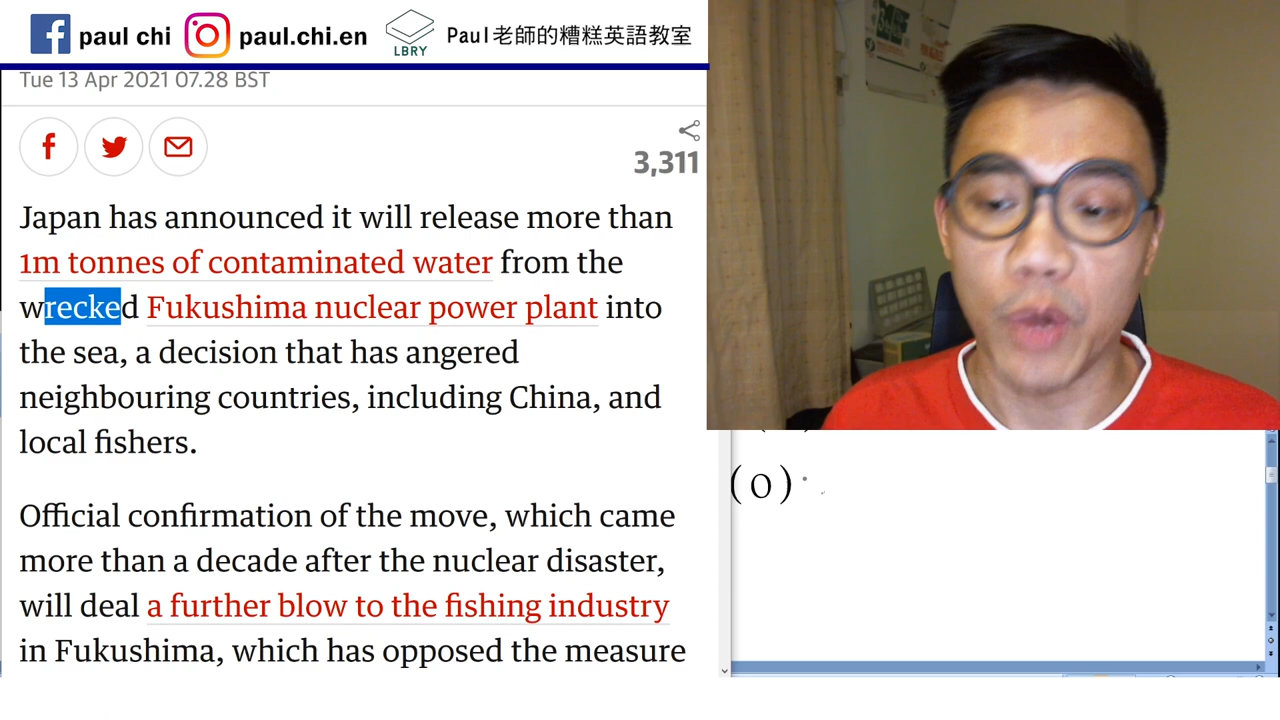 paul chi paul.chi.en LBRY Paul老師的糟糕英語教室
Tue 13 Apr 2021 07.28 BST
3,311
Japan has announced it will release more than
1m tonnes of contaminated water from the
wrecked Fukushima nuclear power plant into
the sea, a decision that has angered
neighbouring countries, including China, and
local fishers.
Official confirmation of the move, which came
more than a decade after the nuclear disaster,
will deal a further blow to the fishing industry
in Fukushima, which has opposed the measure
(o)